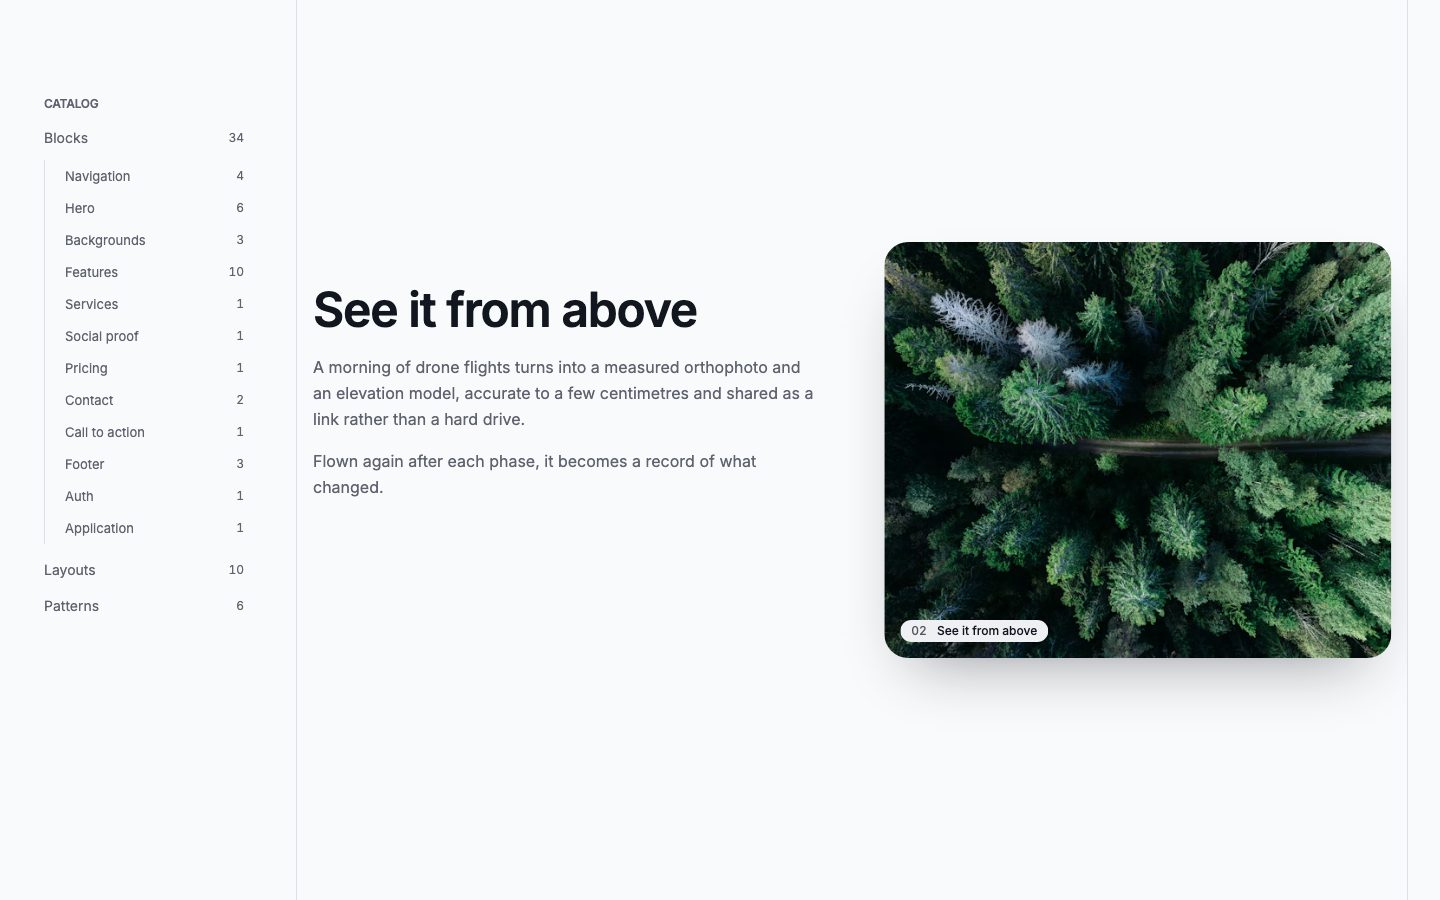 CATALOG
Blocks 34
Navigation 4
Hero 6
Backgrounds 3
Features 10
Services 1
Social proof 1
Pricing 1
Contact 2
Call to action 1
Footer 3
Auth 1
Application 1
Layouts 10
Patterns 6
See it from above
A morning of drone flights turns into a measured orthophoto and
an elevation model, accurate to a few centimetres and shared as a
link rather than a hard drive.
Flown again after each phase, it becomes a record of what
changed.
02 See it from above